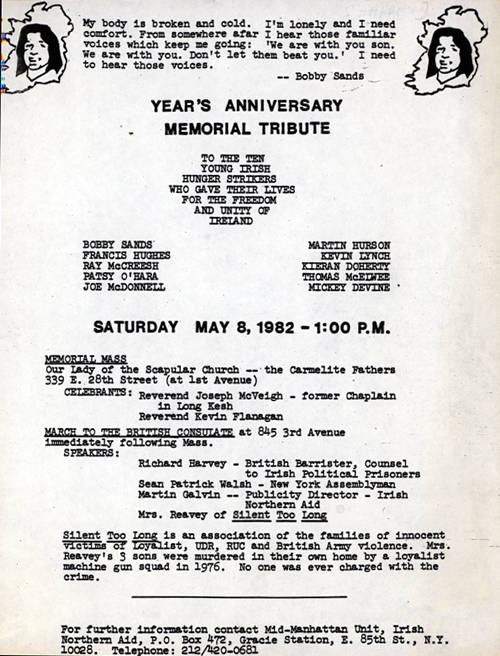 My body is broken and cold. I'm lonely and I need
comfort. From somewhere afar I hear those familiar
voices which keep me going: 'We are with you son.
We are with you. Don't let them beat you.' I need
to hear those voices.
-- Bobby Sands
YEAR'S ANNIVERSARY
MEMORIAL TRIBUTE
TO THE TEN
YOUNG IRISH
HUNGER STRIKERS
WHO GAVE THEIR LIVES
FOR THE FREEDOM
AND UNITY OF
IRELAND
BOBBY SANDS MARTIN HURSON
FRANCIS HUGHES KEVIN LYNCH
RAY McCREESH KIERAN DOHERTY
PATSY O'HARA THOMAS McELWEE
JOE McDONNELL MICKEY DEVINE
SATURDAY MAY 8, 1982 - 1:00 P.M.
MEMORIAL MASS
Our Lady of the Scapular Church -- the Carmelite Fathers
339 E. 28th Street (at 1st Avenue)
CELEBRANTS: Reverend Joseph McVeigh - former Chaplain
in Long Kesh
Reverend Kevin Flanagan
MARCH TO THE BRITISH CONSULATE at 845 3rd Avenue
immediately following Mass.
SPEAKERS:
Richard Harvey - British Barrister, Counsel
to Irish Political Prisoners
Sean Patrick Walsh - New York Assemblyman
Martin Galvin -- Publicity Director - Irish
Northern Aid
Mrs. Reavey of Silent Too Long
Silent Too Long is an association of the families of innocent
victims of Loyalist, UDR, RUC and British Army violence. Mrs.
Reavey's 3 sons were murdered in their own home by a loyalist
machine gun squad in 1976. No one was ever charged with the
crime.
For further information contact Mid-Manhattan Unit, Irish
Northern Aid, P.O. Box 472, Gracie Station, E. 85th St., N.Y.
10028. Telephone: 212/420-0681